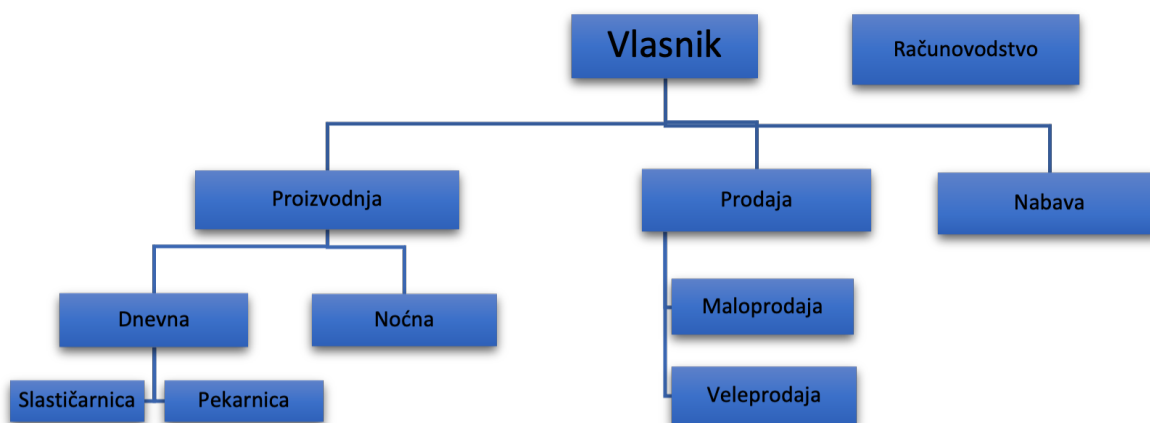 Vlasnik
Računovodstvo
Proizvodnja
Prodaja
Nabava
Dnevna
Noćna
Maloprodaja
Slastičarnica
Pekarnica
Veleprodaja